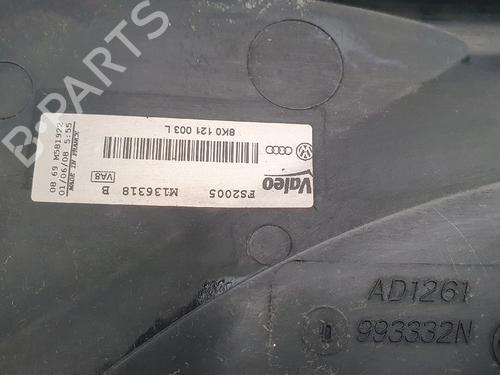 8K0 121 003 L
Valeo
FS2005
M136318 B
VA8
08 69 M581922
01/06/08 5:55
MADE IN FRANCE
AD1261
993332N
B-PARTS